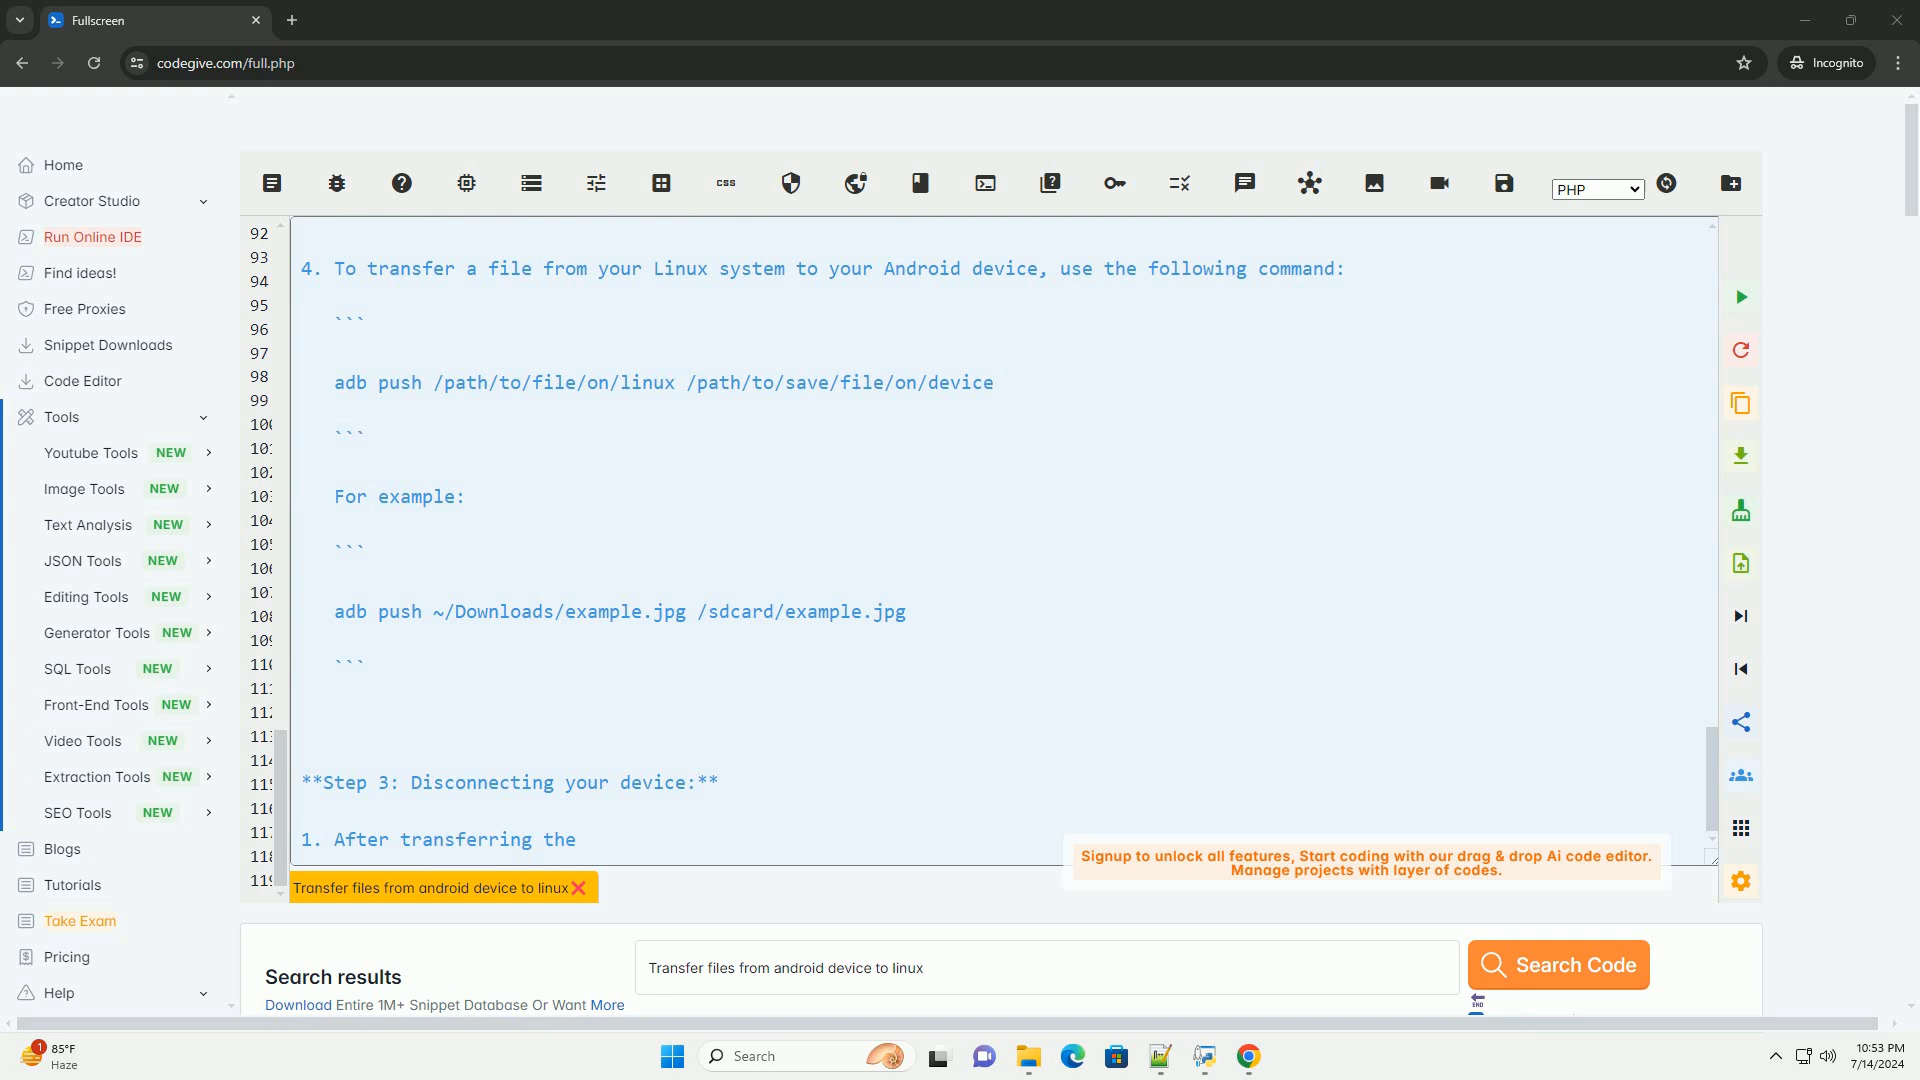 Fullscreen
codegive.com/full.php
Incognito
Home
Creator Studio
Run Online IDE
Find ideas!
Free Proxies
Snippet Downloads
Code Editor
Tools
Youtube Tools NEW
Image Tools NEW
Text Analysis NEW
JSON Tools NEW
Editing Tools NEW
Generator Tools NEW
SQL Tools NEW
Front-End Tools NEW
Video Tools NEW
Extraction Tools NEW
SEO Tools NEW
Blogs
Tutorials
Take Exam
Pricing
Help
css
PHP
92
93
94
95
96
97
98
99
4. To transfer a file from your Linux system to your Android device, use the following command:
```
adb push /path/to/file/on/linux /path/to/save/file/on/device
```
For example:
```
adb push ~/Downloads/example.jpg /sdcard/example.jpg
```
**Step 3: Disconnecting your device:**
1. After transferring the
Signup to unlock all features, Start coding with our drag & drop Ai code editor.
Manage projects with layer of codes.
Transfer files from android device to linux
Search results
Download Entire 1M+ Snippet Database Or Want More
Transfer files from android device to linux
Search Code
END
1
85°F
Haze
Search
10:53 PM
7/14/2024